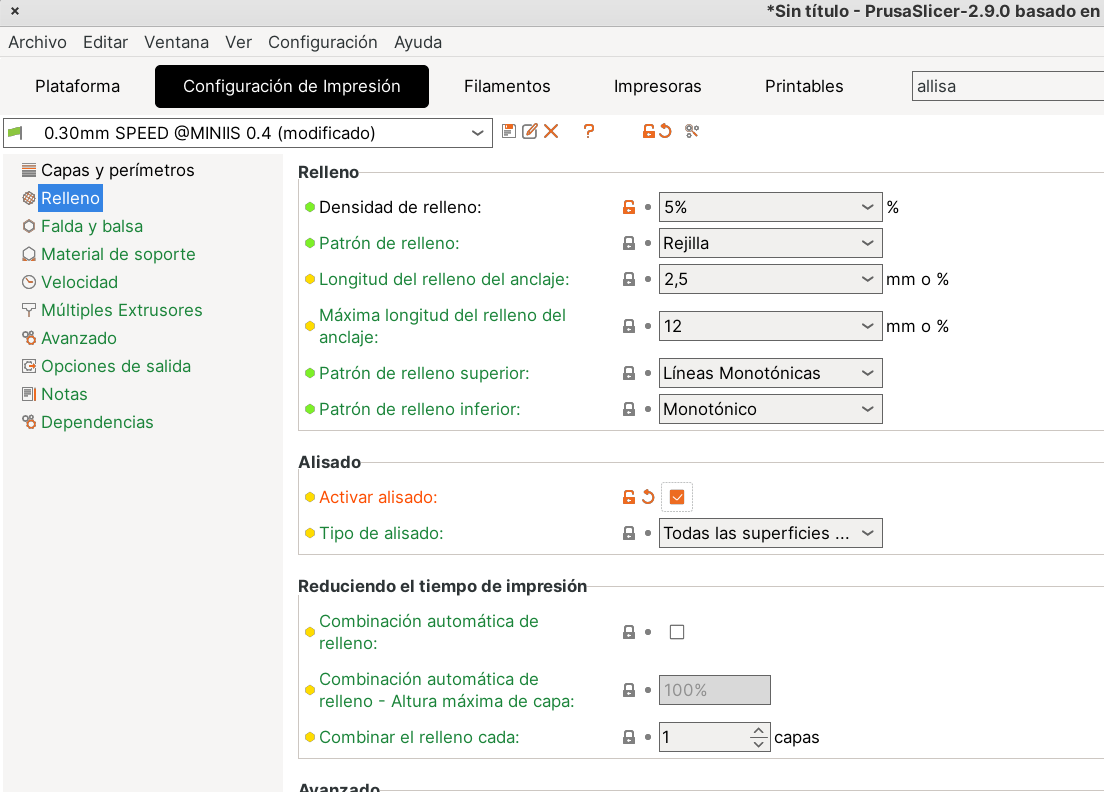 *Sin título - PrusaSlicer-2.9.0 basado en
Archivo Editar Ventana Ver Configuración Ayuda
Plataforma Configuración de Impresión Filamentos Impresoras Printables allisa
0.30mm SPEED @MINIIS 0.4 (modificado)
Capas y perímetros
Relleno
Falda y balsa
Material de soporte
Velocidad
Múltiples Extrusores
Avanzado
Opciones de salida
Notas
Dependencias
Relleno
Densidad de relleno: 5% %
Patrón de relleno: Rejilla
Longitud del relleno del anclaje: 2,5 mm o %
Máxima longitud del relleno del
anclaje: 12 mm o %
Patrón de relleno superior: Líneas Monotónicas
Patrón de relleno inferior: Monotónico
Alisado
Activar alisado:
Tipo de alisado: Todas las superficies ...
Reduciendo el tiempo de impresión
Combinación automática de
relleno:
Combinación automática de
relleno - Altura máxima de capa: 100%
Combinar el relleno cada: 1 capas
Avanzado